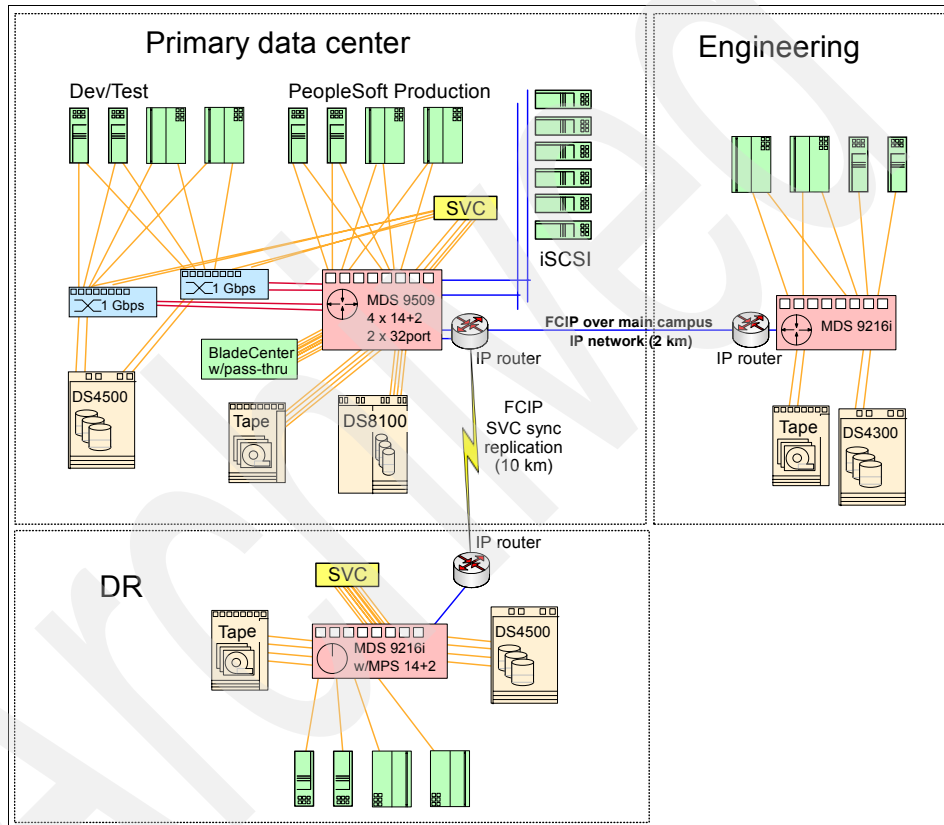 Primary data center
Engineering
Dev/Test
PeopleSoft Production
SVC
iSCSI
1 Gbps
1 Gbps
MDS 9509
4 x 14+2
2 x 32port
BladeCenter
w/pass-thru
IP router
FCIP over main campus
IP network (2 km)
IP router
MDS 9216i
DS4500
Tape
DS8100
FCIP
SVC sync
replication
(10 km)
Tape
DS4300
IP router
DR
SVC
Tape
MDS 9216i
w/MPS 14+2
DS4500
Archived